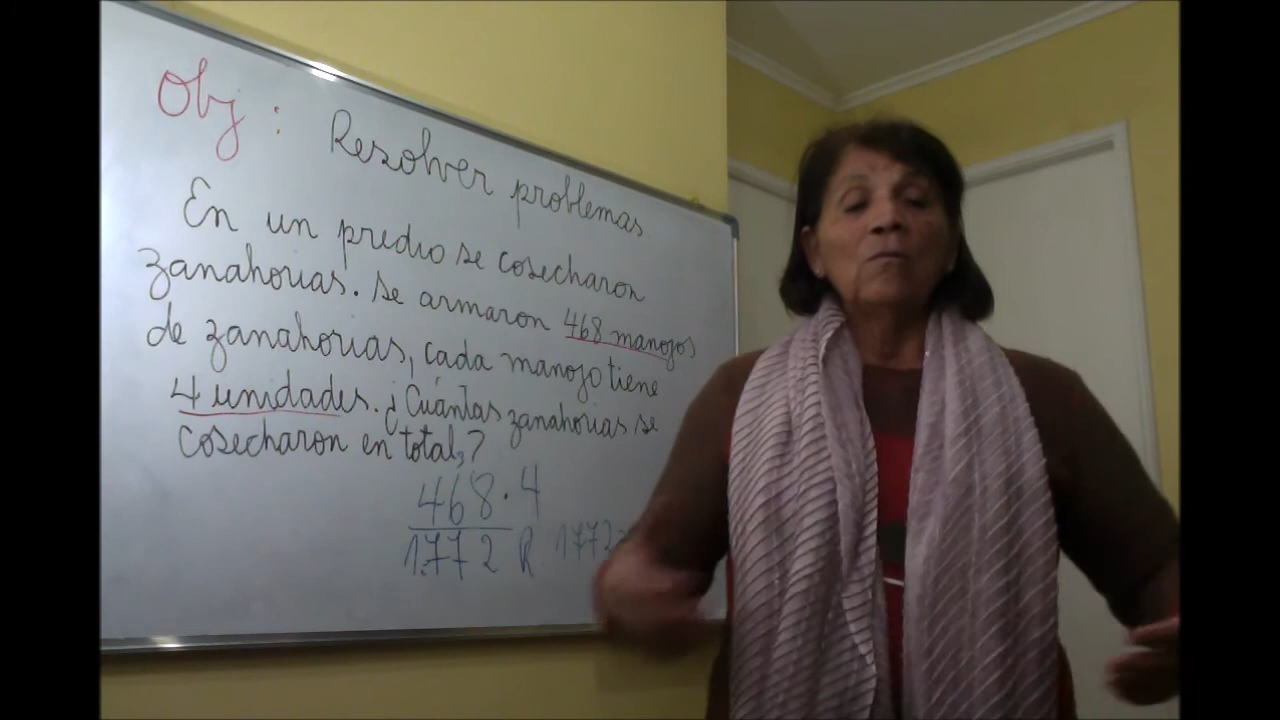 Obj : Resolver problemas
En un predio se cosecharon
zanahorias. se armaron 468 manojos
de zanahorias, cada manojo tiene
4 unidades. ¿Cuántas zanahorias se
cosecharon en total?
468 · 4
1.772 R 1772